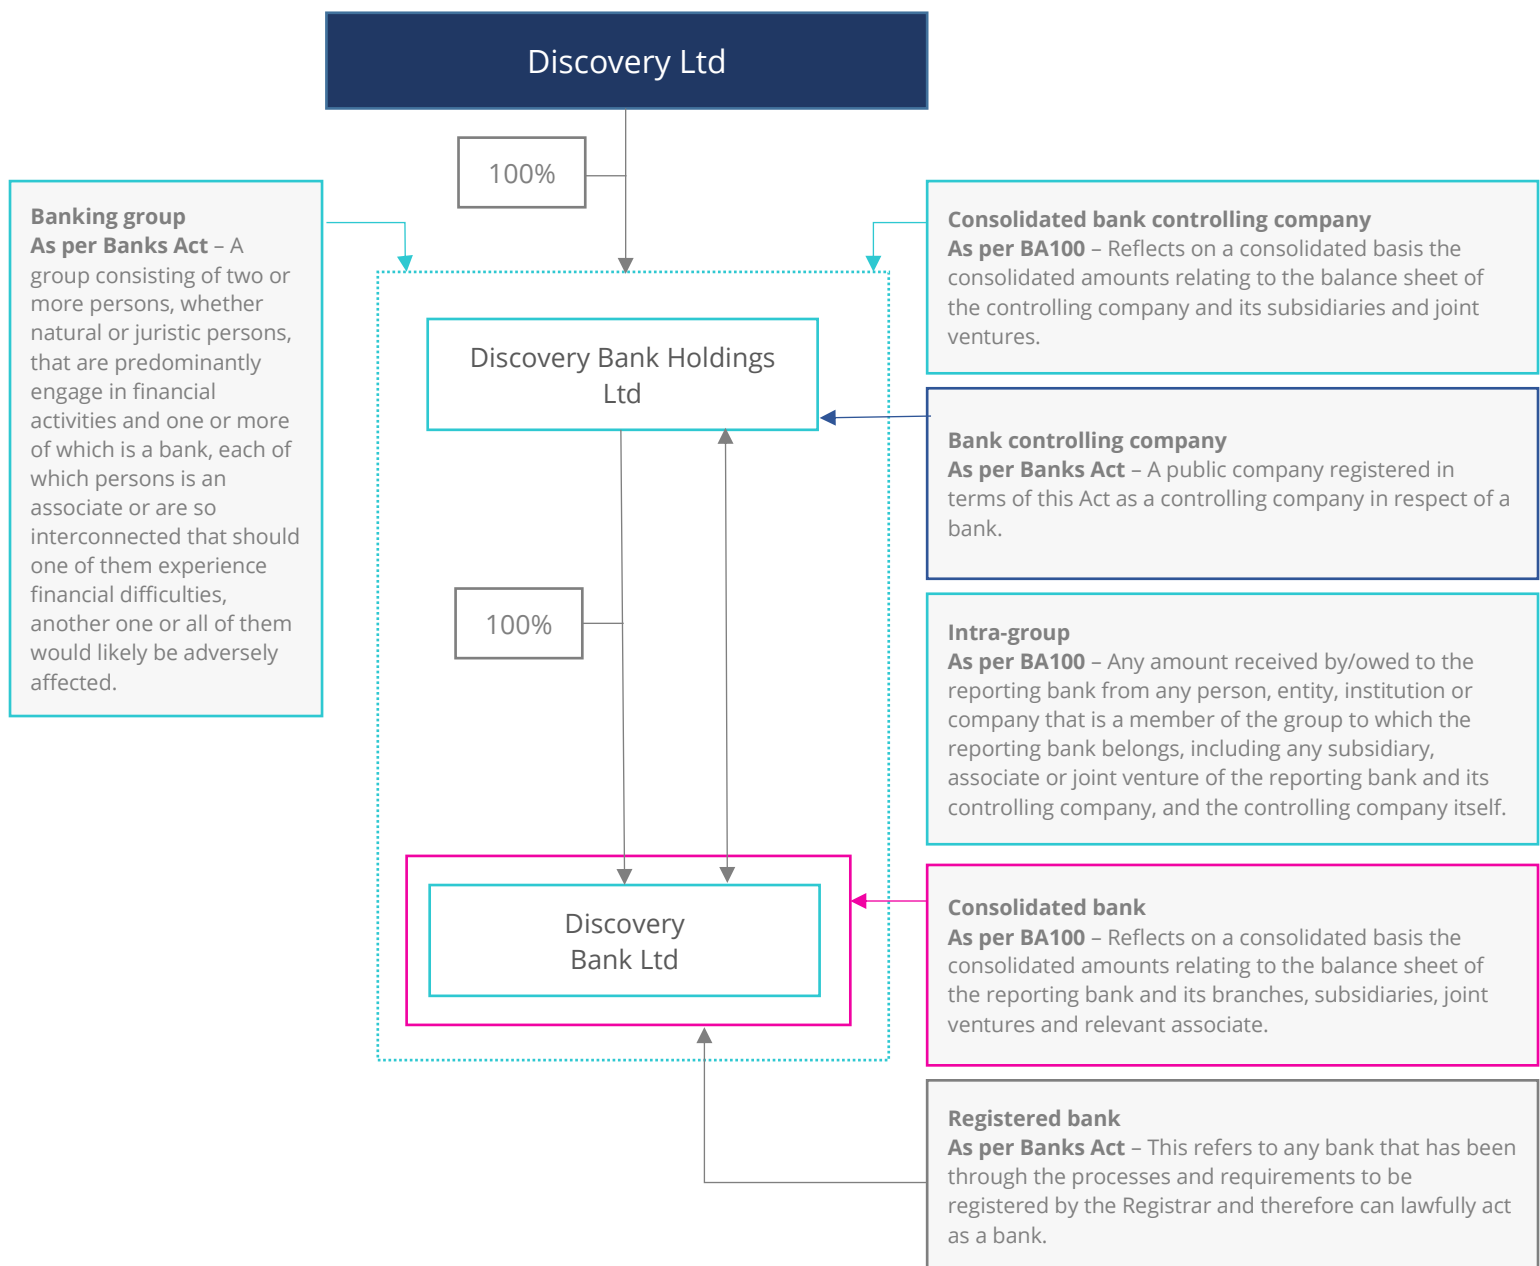 Discovery Ltd
100%
Banking group
As per Banks Act – A
group consisting of two or
more persons, whether
natural or juristic persons,
that are predominantly
engage in financial
activities and one or more
of which is a bank, each of
which persons is an
associate or are so
interconnected that should
one of them experience
financial difficulties,
another one or all of them
would likely be adversely
affected.
Discovery Bank Holdings
Ltd
100%
Discovery
Bank Ltd
Consolidated bank controlling company
As per BA100 – Reflects on a consolidated basis the
consolidated amounts relating to the balance sheet of
the controlling company and its subsidiaries and joint
ventures.
Bank controlling company
As per Banks Act – A public company registered in
terms of this Act as a controlling company in respect of a
bank.
Intra-group
As per BA100 – Any amount received by/owed to the
reporting bank from any person, entity, institution or
company that is a member of the group to which the
reporting bank belongs, including any subsidiary,
associate or joint venture of the reporting bank and its
controlling company, and the controlling company itself.
Consolidated bank
As per BA100 – Reflects on a consolidated basis the
consolidated amounts relating to the balance sheet of
the reporting bank and its branches, subsidiaries, joint
ventures and relevant associate.
Registered bank
As per Banks Act – This refers to any bank that has been
through the processes and requirements to be
registered by the Registrar and therefore can lawfully act
as a bank.